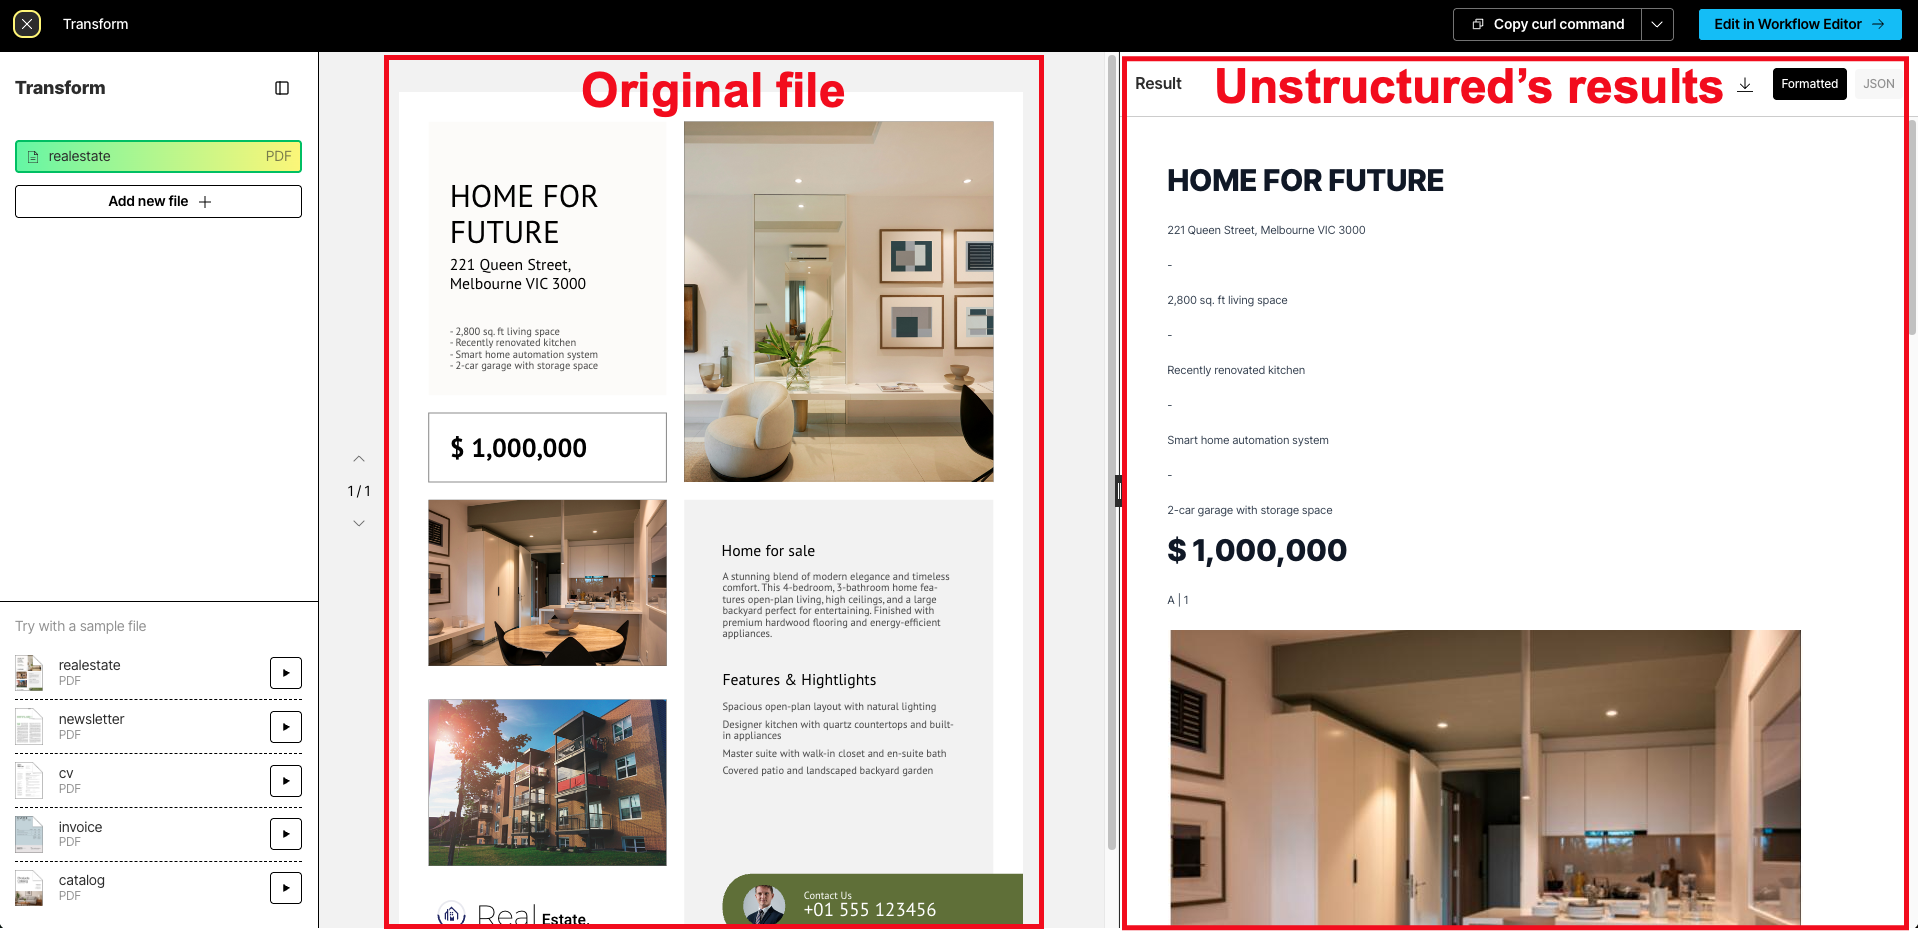 Transform
Copy curl command
Edit in Workflow Editor
Transform
realestate
PDF
Add new file
1 / 1
Try with a sample file
realestate
PDF
newsletter
PDF
cv
PDF
invoice
PDF
catalog
PDF
Original file
HOME FOR
FUTURE
221 Queen Street,
Melbourne VIC 3000
- 2,800 sq. ft living space
- Recently renovated kitchen
- Smart home automation system
- 2-car garage with storage space
$ 1,000,000
Home for sale
A stunning blend of modern elegance and timeless
comfort. This 4-bedroom, 3-bathroom home fea-
tures open-plan living, high ceilings, and a large
backyard perfect for entertaining. Finished with
premium hardwood flooring and energy-efficient
appliances.
Features & Hightlights
Spacious open-plan layout with natural lighting
Designer kitchen with quartz countertops and built-
in appliances
Master suite with walk-in closet and en-suite bath
Covered patio and landscaped backyard garden
Real Estate.
Contact Us
+01 555 123456
Result
Unstructured's results
Formatted
JSON
HOME FOR FUTURE
221 Queen Street, Melbourne VIC 3000
-
2,800 sq. ft living space
-
Recently renovated kitchen
-
Smart home automation system
-
2-car garage with storage space
$ 1,000,000
A | 1